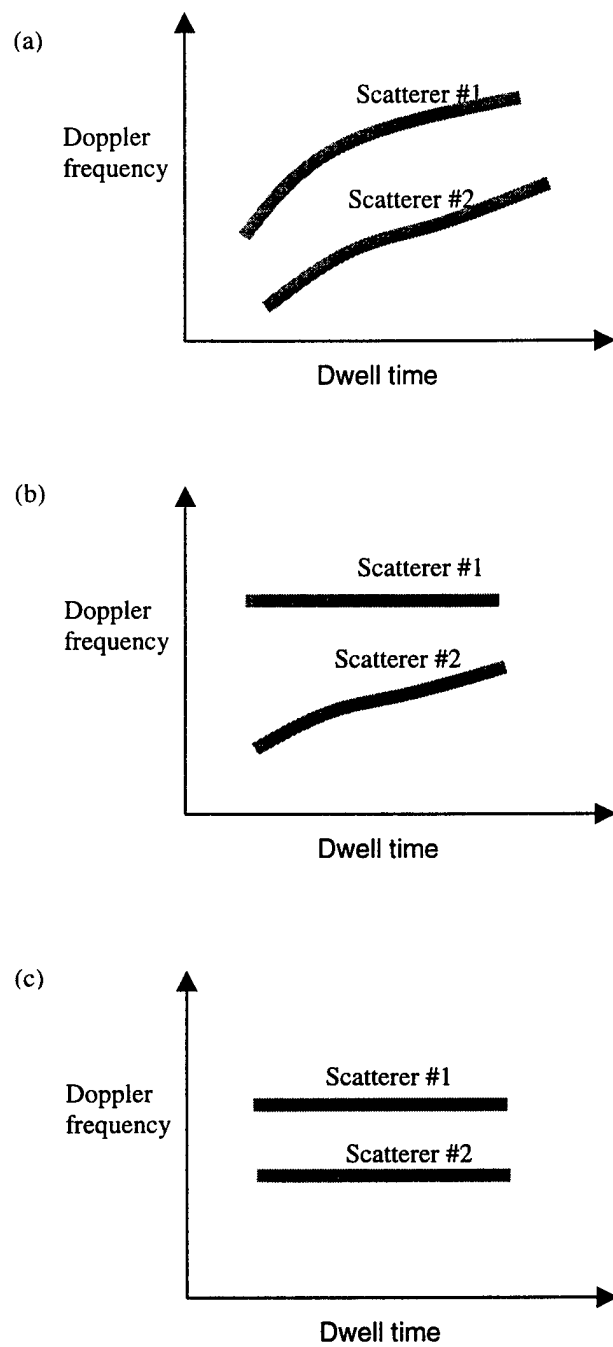 (a)
Scatterer #1
Doppler
frequency
Scatterer #2
Dwell time
(b)
Scatterer #1
Doppler
frequency
Scatterer #2
Dwell time
(c)
Scatterer #1
Doppler
frequency
Scatterer #2
Dwell time